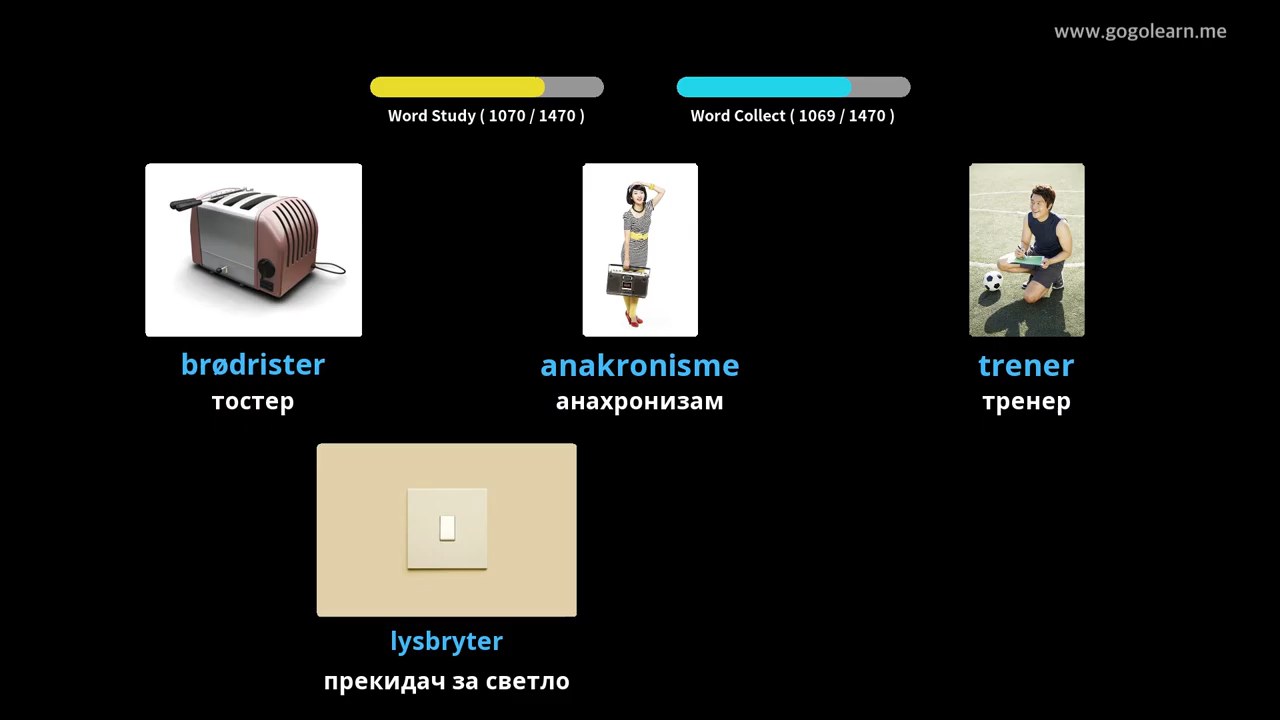 www.gogolearn.me
Word Study ( 1070 / 1470 )
Word Collect ( 1069 / 1470 )
brødrister
anakronisme
trener
тостер
анахронизам
тренер
lysbryter
прекидач за светло